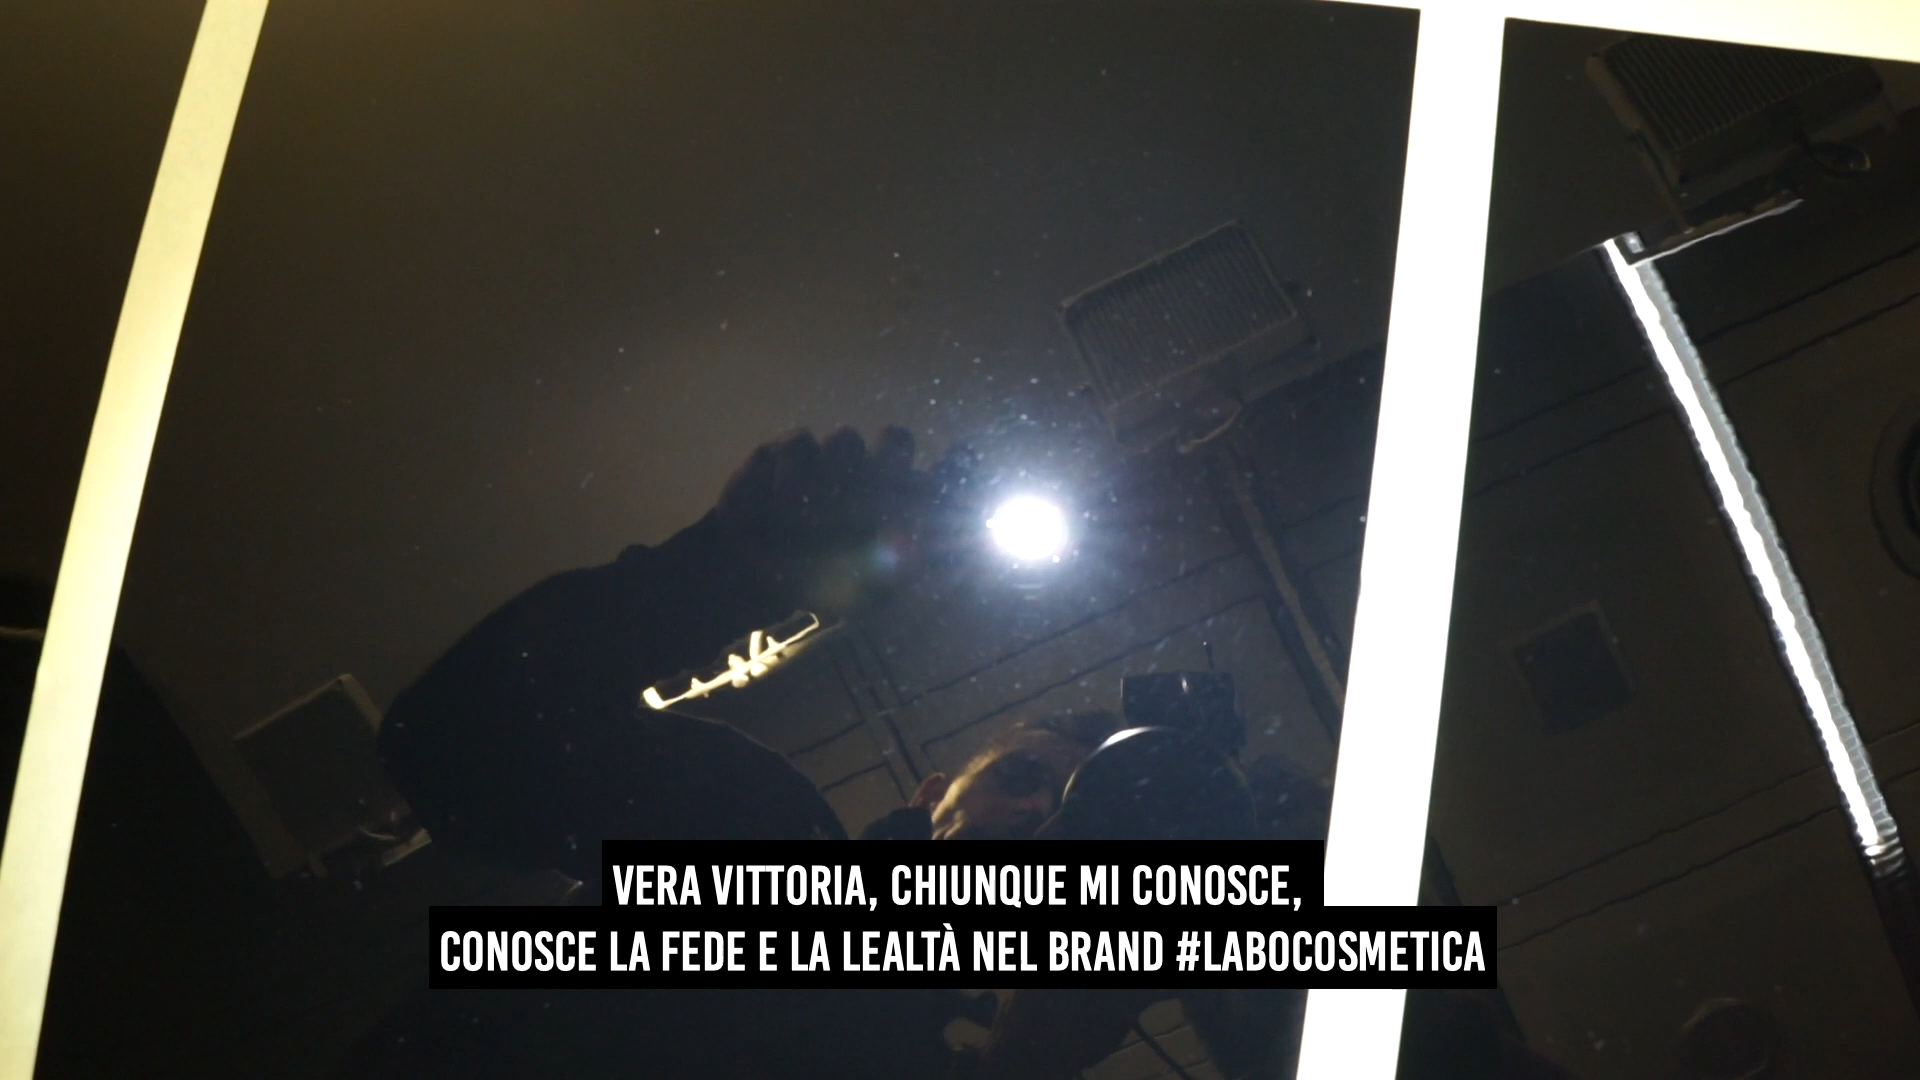 VERA VITTORIA, CHIUNQUE MI CONOSCE,
CONOSCE LA FEDE E LA LEALTÀ NEL BRAND #LABOCOSMETICA